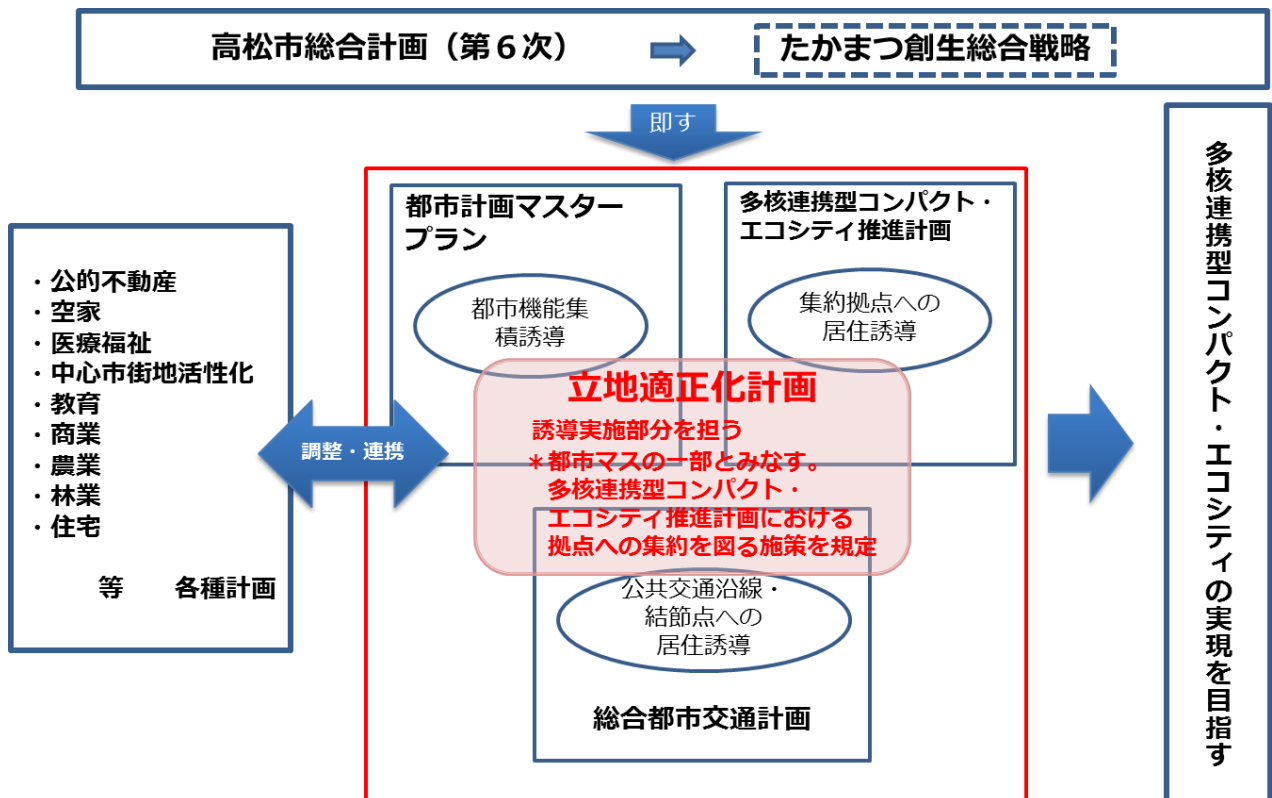 高松市総合計画（第６次）
たかまつ創生総合戦略
即す
都市計画マスター
プラン
都市機能集
積誘導
多核連携型コンパクト・
エコシティ推進計画
集約拠点への
居住誘導
・公的不動産
・空家
・医療福祉
・中心市街地活性化
・教育
・商業
・農業
・林業
・住宅
等　　各種計画
調整・連携
立地適正化計画
誘導実施部分を担う
＊都市マスの一部とみなす。
多核連携型コンパクト・
エコシティ推進計画における
拠点への集約を図る施策を規定
公共交通沿線・
結節点への
居住誘導
総合都市交通計画
多核連携型コンパクト・エコシティの実現を目指す